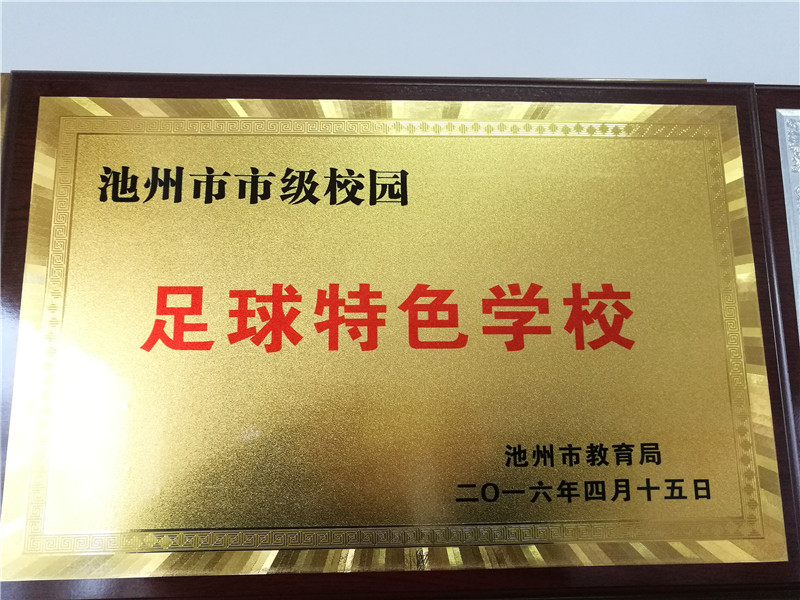 池州市市级校园
足球特色学校
池州市教育局
二〇一六年四月十五日